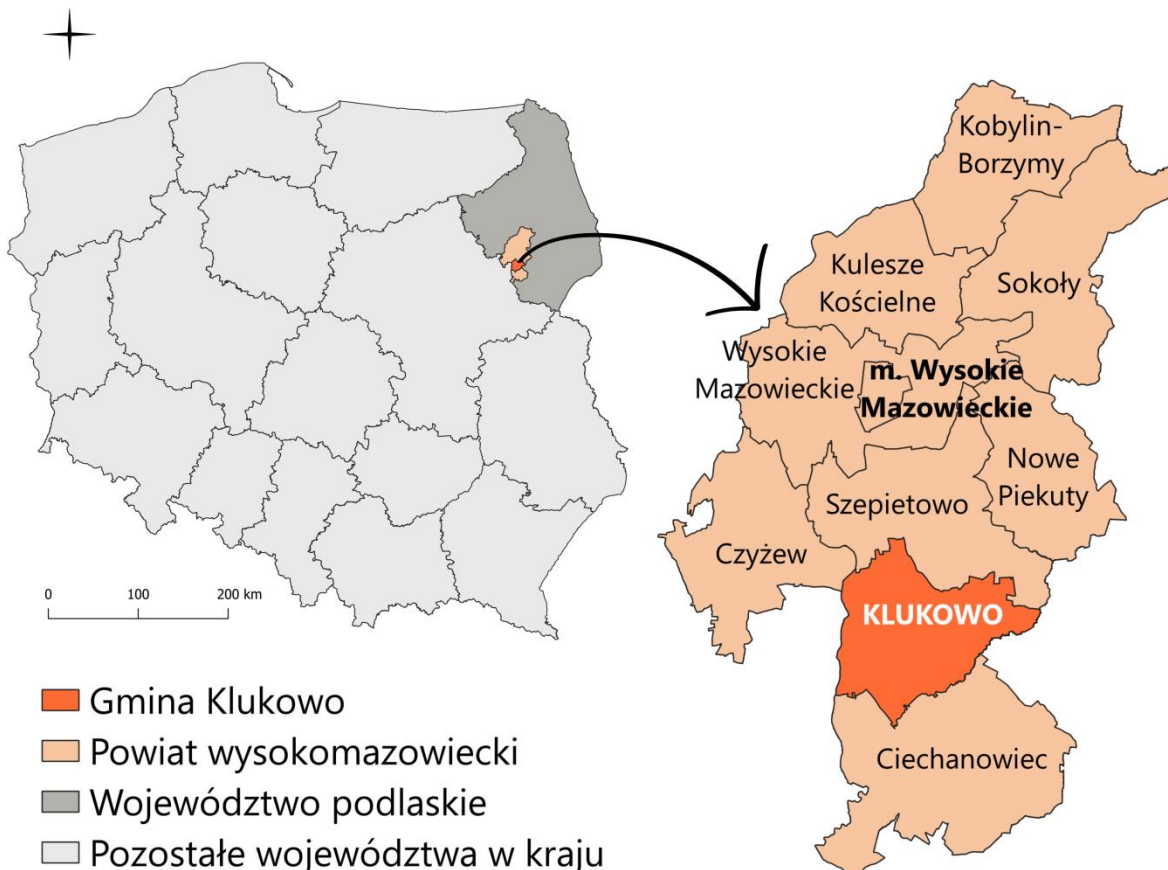 Kobylin-
Borzymy
Kulesze
Kościelne
Sokoły
Wysokie
Mazowieckie
m. Wysokie
Mazowieckie
Nowe
Piekuty
Szepietowo
Czyżew
KLUKOWO
Ciechanowiec
0 100 200 km
Gmina Klukowo
Powiat wysokomazowiecki
Województwo podlaskie
Pozostałe województwa w kraju